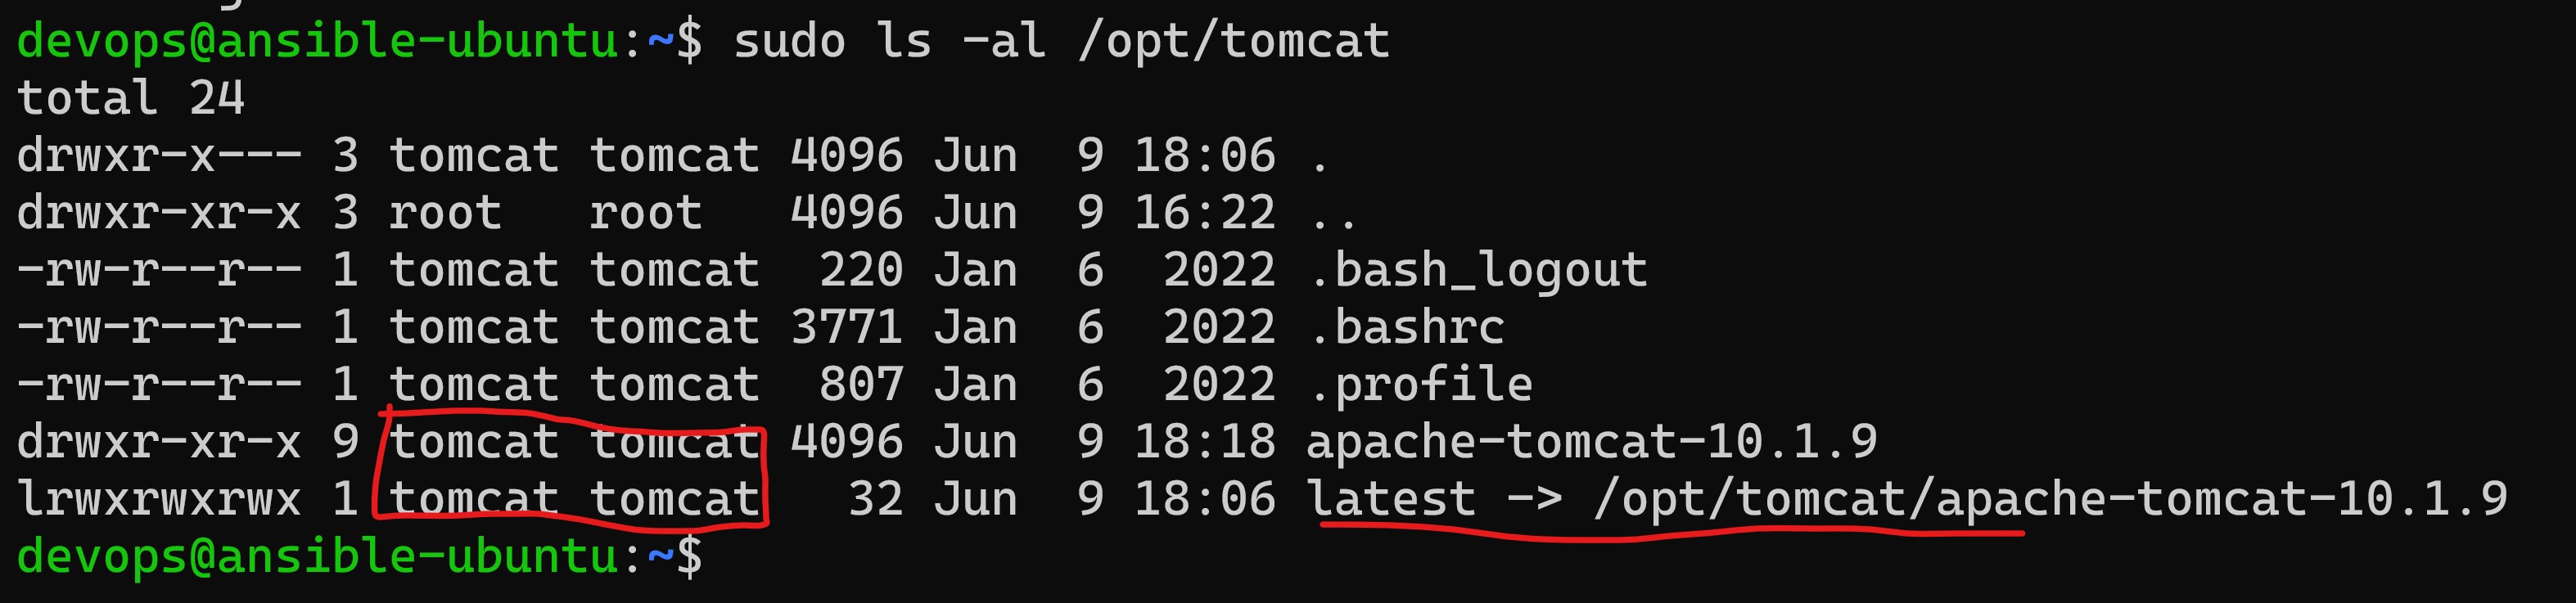 devops@ansible-ubuntu:~$ sudo ls -al /opt/tomcat
total 24
drwxr-x--- 3 tomcat tomcat 4096 Jun  9 18:06 .
drwxr-xr-x 3 root   root   4096 Jun  9 16:22 ..
-rw-r--r-- 1 tomcat tomcat  220 Jan  6  2022 .bash_logout
-rw-r--r-- 1 tomcat tomcat 3771 Jan  6  2022 .bashrc
-rw-r--r-- 1 tomcat tomcat  807 Jan  6  2022 .profile
drwxr-xr-x 9 tomcat tomcat 4096 Jun  9 18:18 apache-tomcat-10.1.9
lrwxrwxrwx 1 tomcat tomcat   32 Jun  9 18:06 latest -> /opt/tomcat/apache-tomcat-10.1.9
devops@ansible-ubuntu:~$